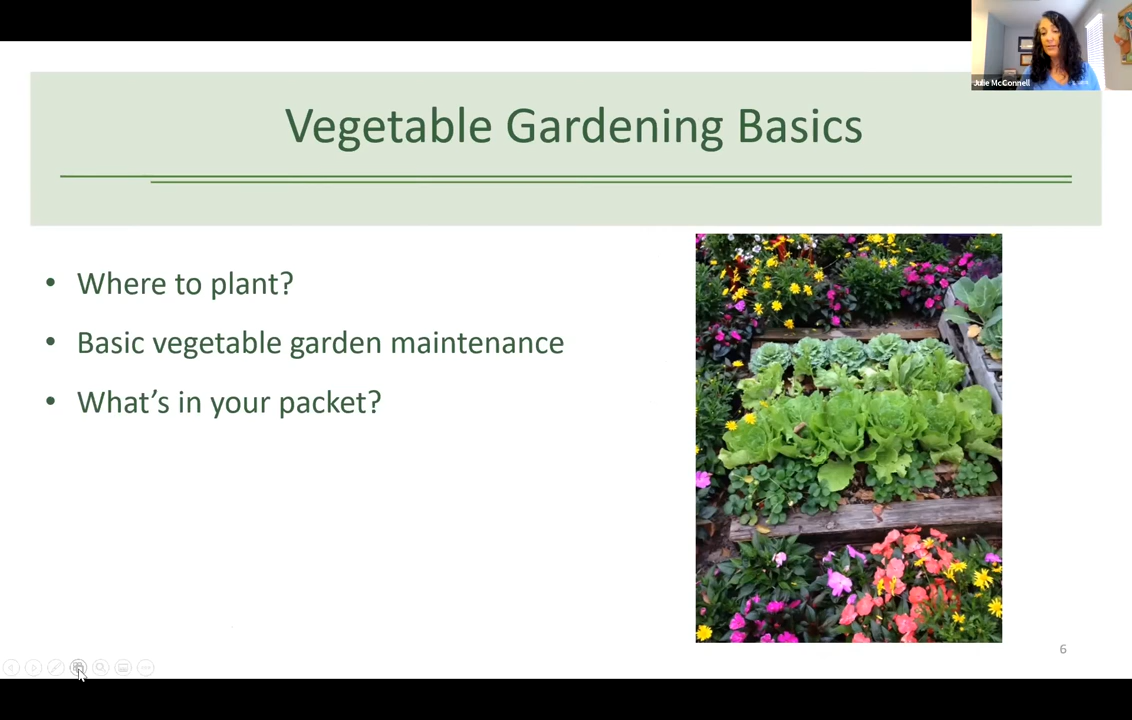 Julie McConnell
Vegetable Gardening Basics
• Where to plant?
• Basic vegetable garden maintenance
• What's in your packet?
6